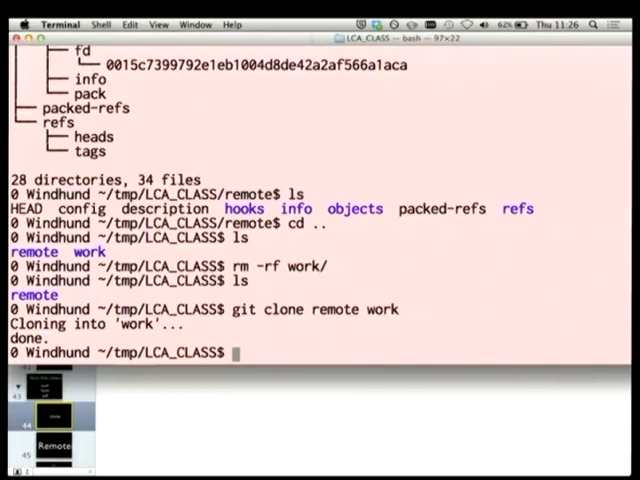 Terminal Shell Edit View Window Help 62% Thu 11:26
LCA_CLASS — bash — 97×22
fd
0015c7399792e1eb1004d8de42a2af566a1aca
info
pack
packed-refs
refs
heads
tags
28 directories, 34 files
0 Windhund ~/tmp/LCA_CLASS/remote$ ls
HEAD config description hooks info objects packed-refs refs
0 Windhund ~/tmp/LCA_CLASS/remote$ cd ..
0 Windhund ~/tmp/LCA_CLASS$ ls
remote work
0 Windhund ~/tmp/LCA_CLASS$ rm -rf work/
0 Windhund ~/tmp/LCA_CLASS$ ls
remote
0 Windhund ~/tmp/LCA_CLASS$ git clone remote work
Cloning into 'work'...
done.
0 Windhund ~/tmp/LCA_CLASS$
43
44
Remote
45